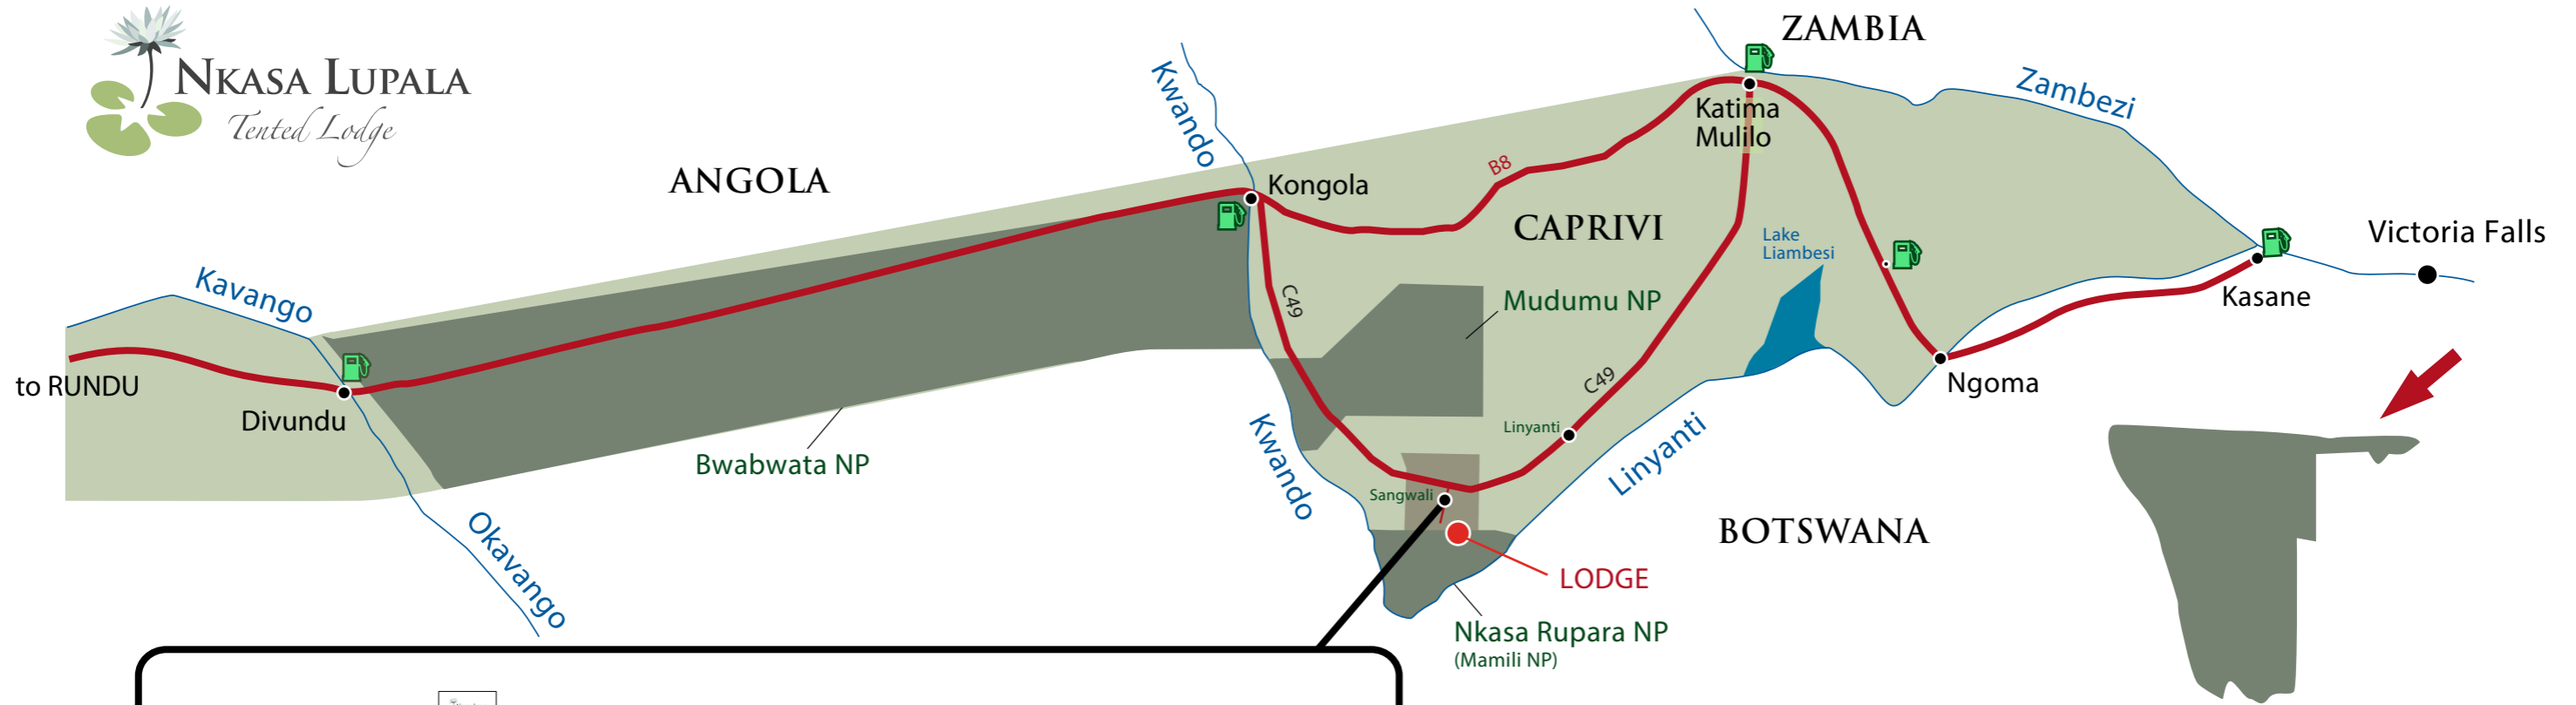 NKASA LUPALA
Tented Lodge
ZAMBIA
Zambezi
Kwando
Katima
Mulilo
ANGOLA
Kongola
B8
CAPRIVI
Lake
Liambesi
Victoria Falls
Kasane
Kavango
C49
Mudumu NP
to RUNDU
Divundu
Ngoma
C49
Linyanti
Bwabwata NP
Kwando
Linyanti
Sangwali
BOTSWANA
Okavango
LODGE
Nkasa Rupara NP
(Mamili NP)